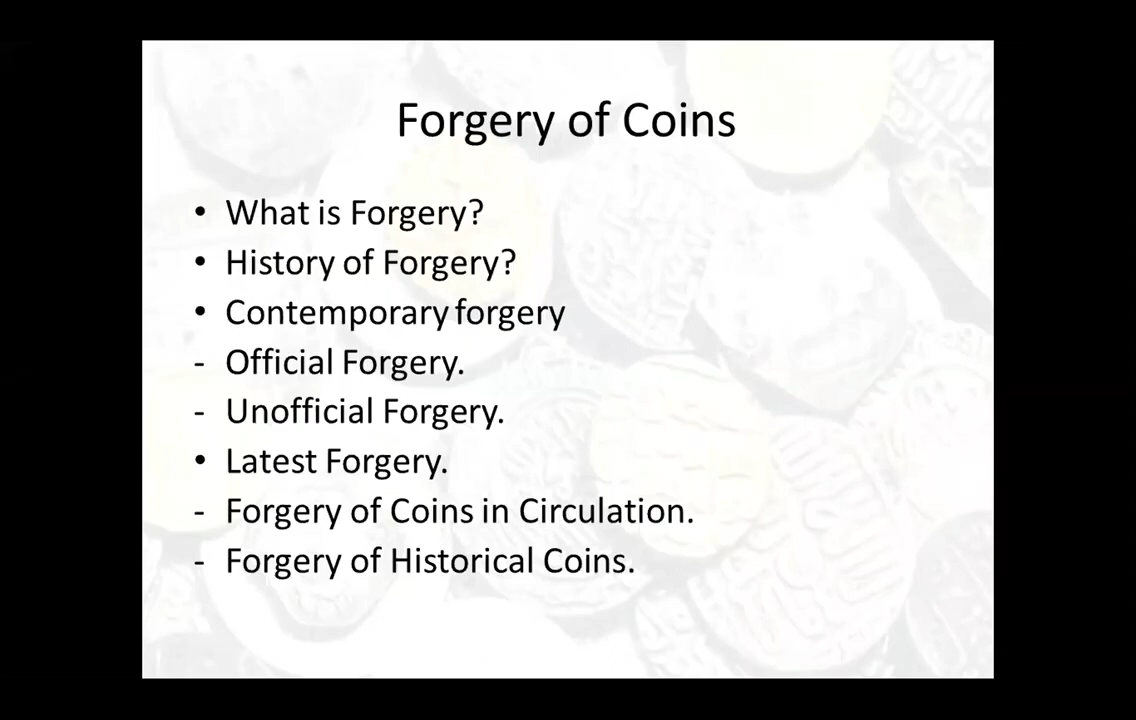 Forgery of Coins
• What is Forgery?
• History of Forgery?
• Contemporary forgery
- Official Forgery.
- Unofficial Forgery.
• Latest Forgery.
- Forgery of Coins in Circulation.
- Forgery of Historical Coins.